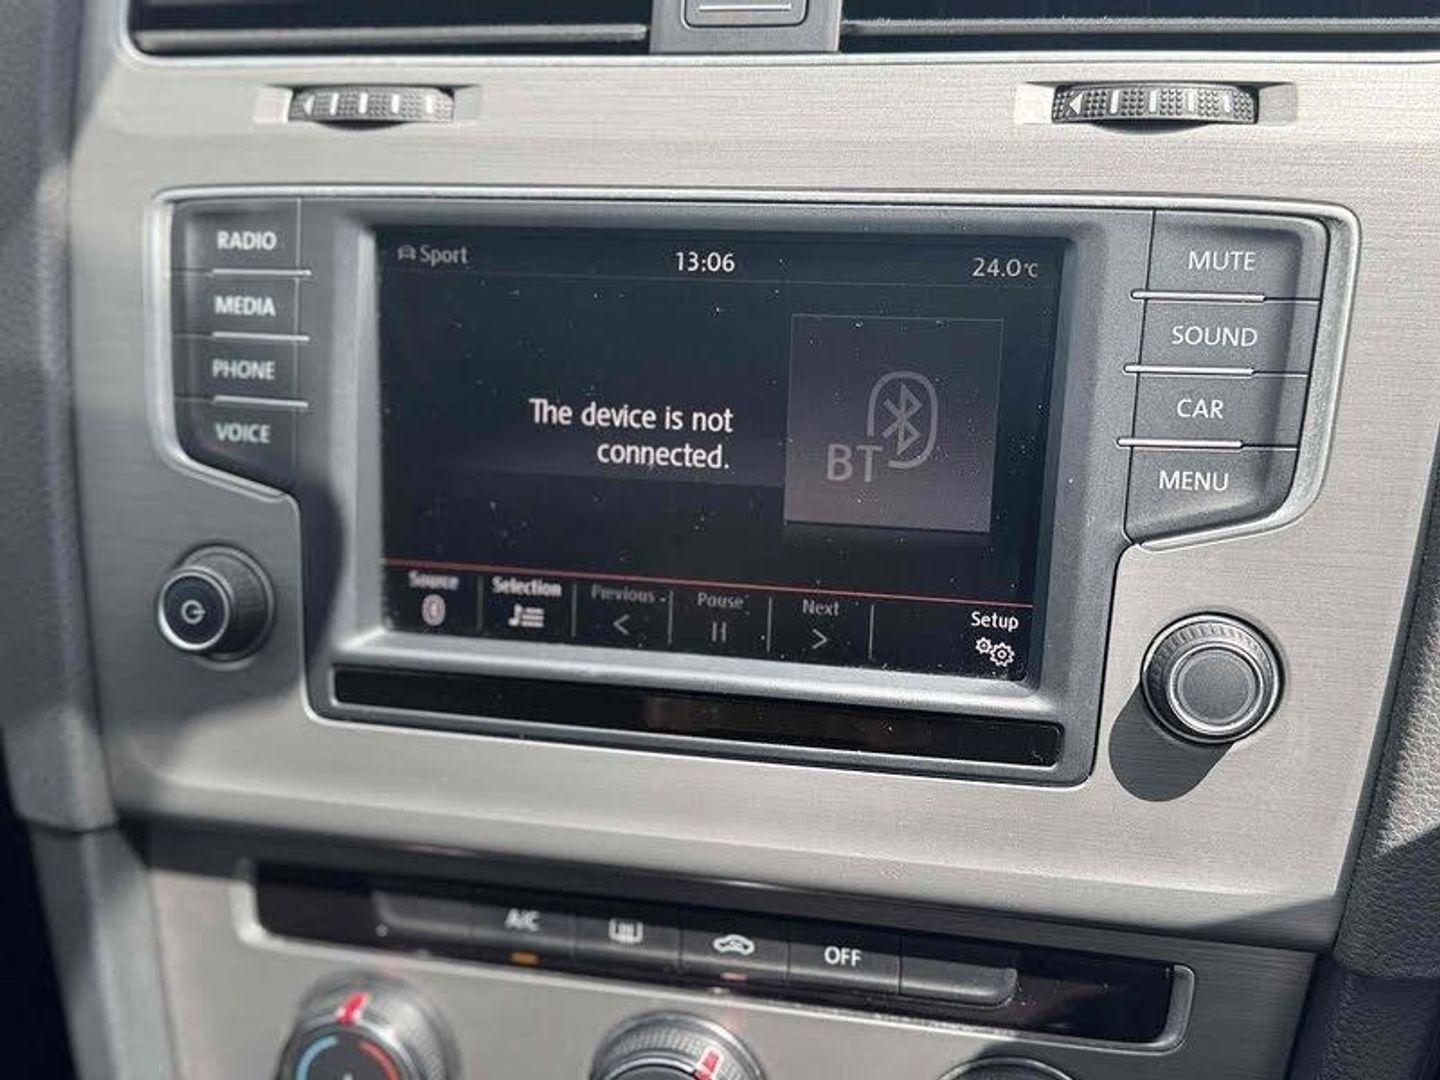 RADIO
MEDIA
PHONE
VOICE
Sport
13:06
24.0°C
The device is not
connected.
BT
Source
Selection
Previous
Pause
Next
Setup
MUTE
SOUND
CAR
MENU
A/C
OFF